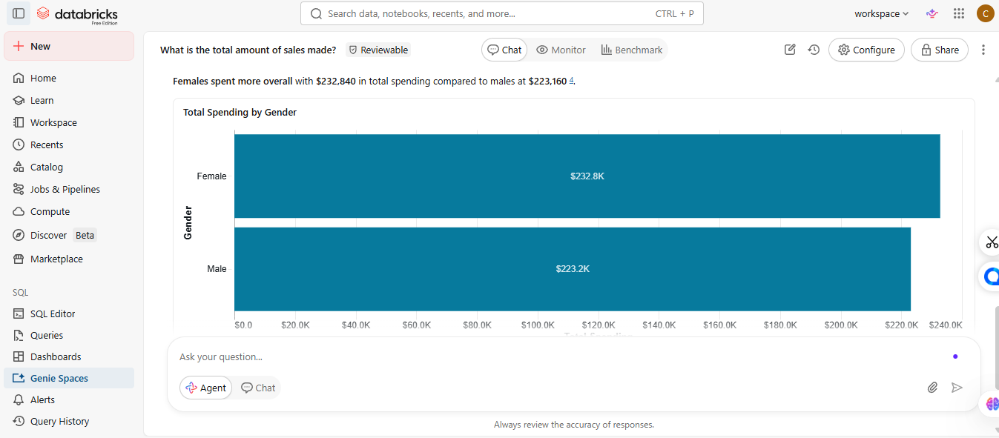 databricks
Free Edition
Search data, notebooks, recents, and more... CTRL + P
workspace
C
New
Home
Learn
Workspace
Recents
Catalog
Jobs & Pipelines
Compute
Discover Beta
Marketplace
SQL
SQL Editor
Queries
Dashboards
Genie Spaces
Alerts
Query History
What is the total amount of sales made? Reviewable
Chat Monitor Benchmark
Configure Share
Females spent more overall with $232,840 in total spending compared to males at $223,160 4.
Total Spending by Gender
Gender
Female $232.8K
Male $223.2K
$0.0 $20.0K $40.0K $60.0K $80.0K $100.0K $120.0K $140.0K $160.0K $180.0K $200.0K $220.0K $240.0K
Total Spending
Ask your question...
Agent Chat
Always review the accuracy of responses.